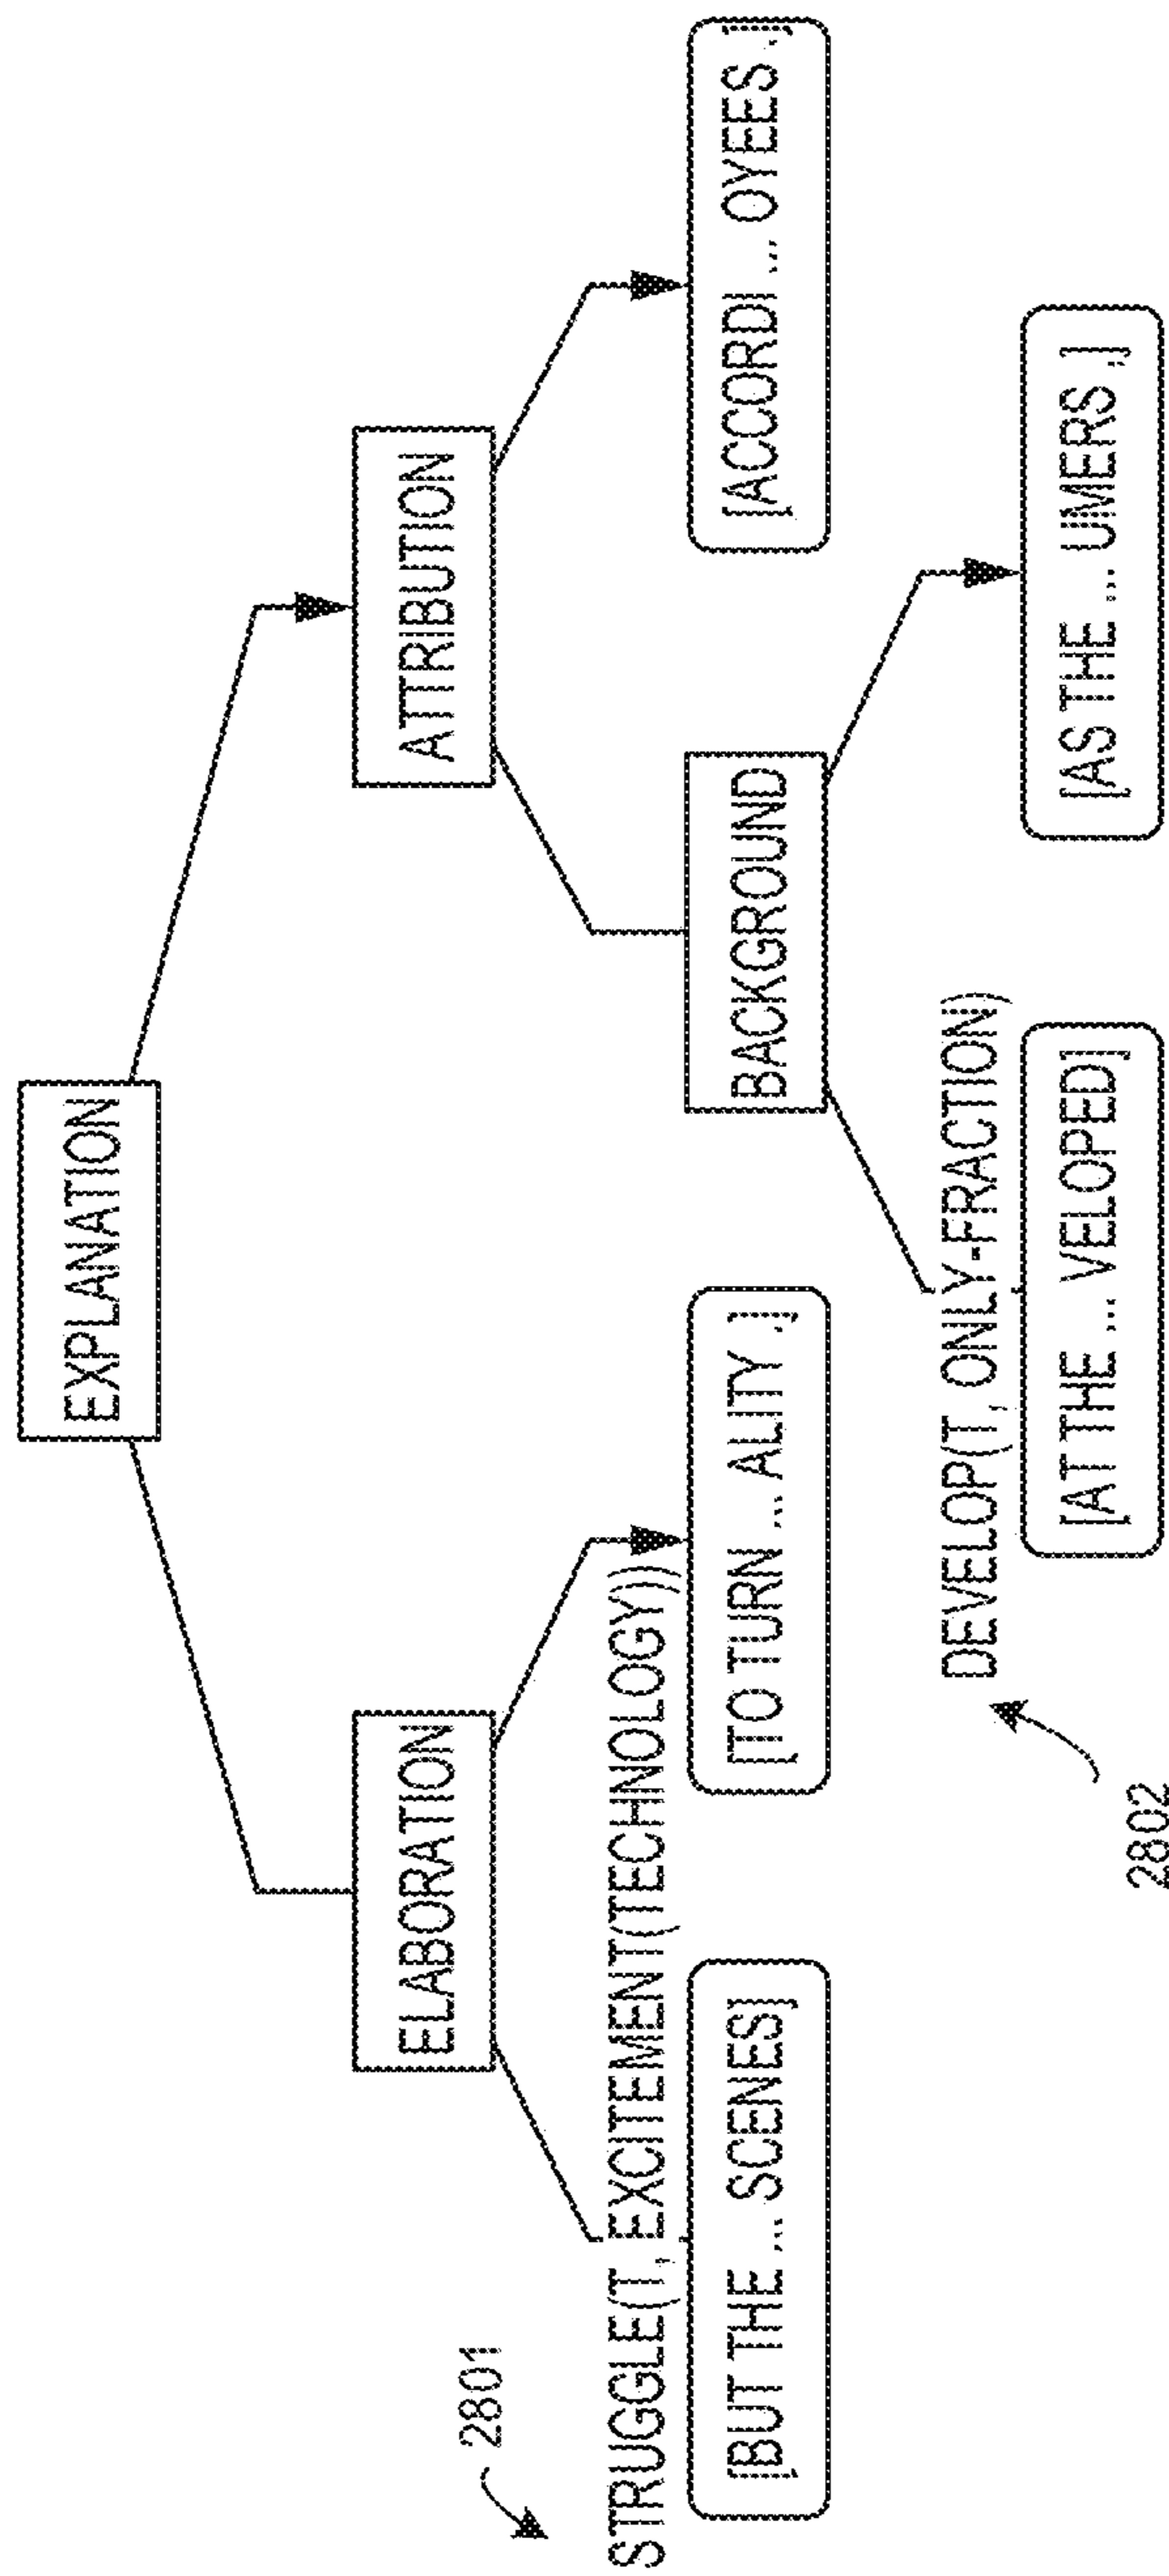 EXPLANATION
ELABORATION
ATTRIBUTION
2801
STRUGGLE(T, EXCITEMENT(TECHNOLOGY))
[BUT THE ... SCENES]
[TO TURN ... ALITY ,]
BACKGROUND
[ACCORDI ... OYEES .]
DEVELOP(T, ONLY-FRACTION)
[AT THE ... VELOPED]
[AS THE ... UMERS ,]
2802